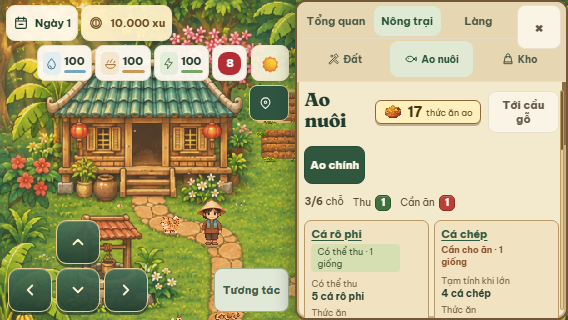 Ngày 1
10.000 xu
100
100
100
8
Tương tác
Tổng quan
Nông trại
Làng
×
Đất
Ao nuôi
Kho
Ao nuôi
17 thức ăn ao
Tới cầu gỗ
Ao chính
3/6 chỗ
Thu 1
Cần ăn 1
Cá rô phi
Có thể thu · 1 giống
Có thể thu
5 cá rô phi
Thức ăn
Cá chép
Cần cho ăn · 1 giống
Tạm tính khi lớn
4 cá chép
Thức ăn